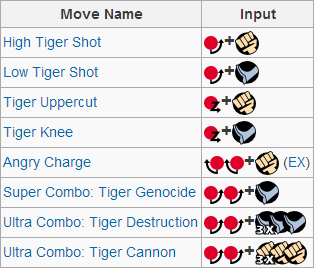 Move Name Input
High Tiger Shot +
Low Tiger Shot +
Tiger Uppercut Z+
Tiger Knee Z+
Angry Charge + (EX)
Super Combo: Tiger Genocide +
Ultra Combo: Tiger Destruction + 3X
Ultra Combo: Tiger Cannon + 3X